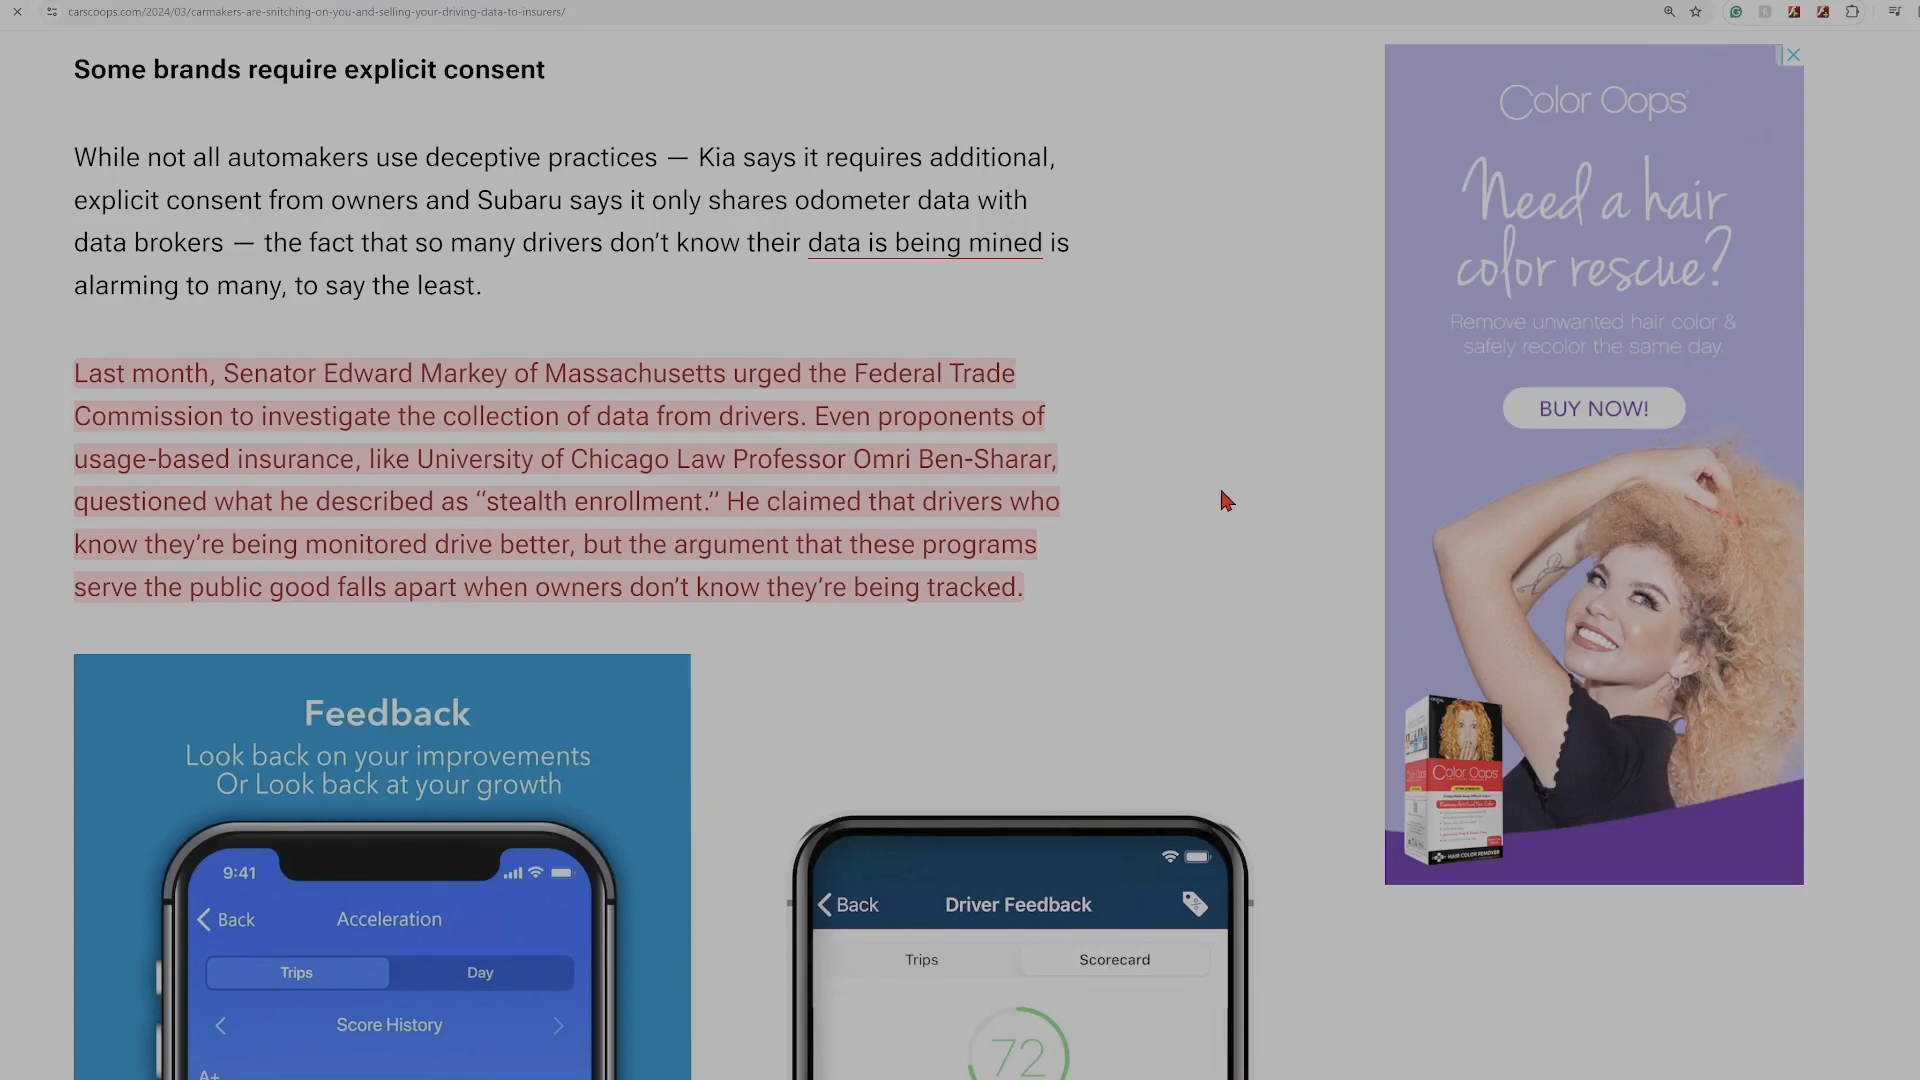 carscoops.com/2024/03/carmakers-are-snitching-on-you-and-selling-your-driving-data-to-insurers/
Some brands require explicit consent
While not all automakers use deceptive practices — Kia says it requires additional,
explicit consent from owners and Subaru says it only shares odometer data with
data brokers — the fact that so many drivers don’t know their data is being mined is
alarming to many, to say the least.
Last month, Senator Edward Markey of Massachusetts urged the Federal Trade
Commission to investigate the collection of data from drivers. Even proponents of
usage-based insurance, like University of Chicago Law Professor Omri Ben-Sharar,
questioned what he described as “stealth enrollment.” He claimed that drivers who
know they’re being monitored drive better, but the argument that these programs
serve the public good falls apart when owners don’t know they’re being tracked.
Feedback
Look back on your improvements
Or Look back at your growth
9:41
Back
Acceleration
Trips
Day
Score History
A+
Back
Driver Feedback
Trips
Scorecard
72
Color Oops
Need a hair
color rescue?
Remove unwanted hair color &
safely recolor the same day.
BUY NOW!
Color Oops
HAIR COLOR REMOVER